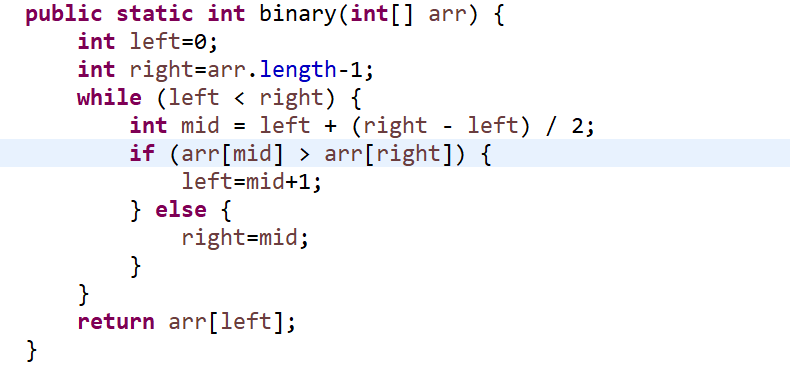 public static int binary(int[] arr) {
    int left=0;
    int right=arr.length-1;
    while (left < right) {
        int mid = left + (right - left) / 2;
        if (arr[mid] > arr[right]) {
            left=mid+1;
        } else {
            right=mid;
        }
    }
    return arr[left];
}